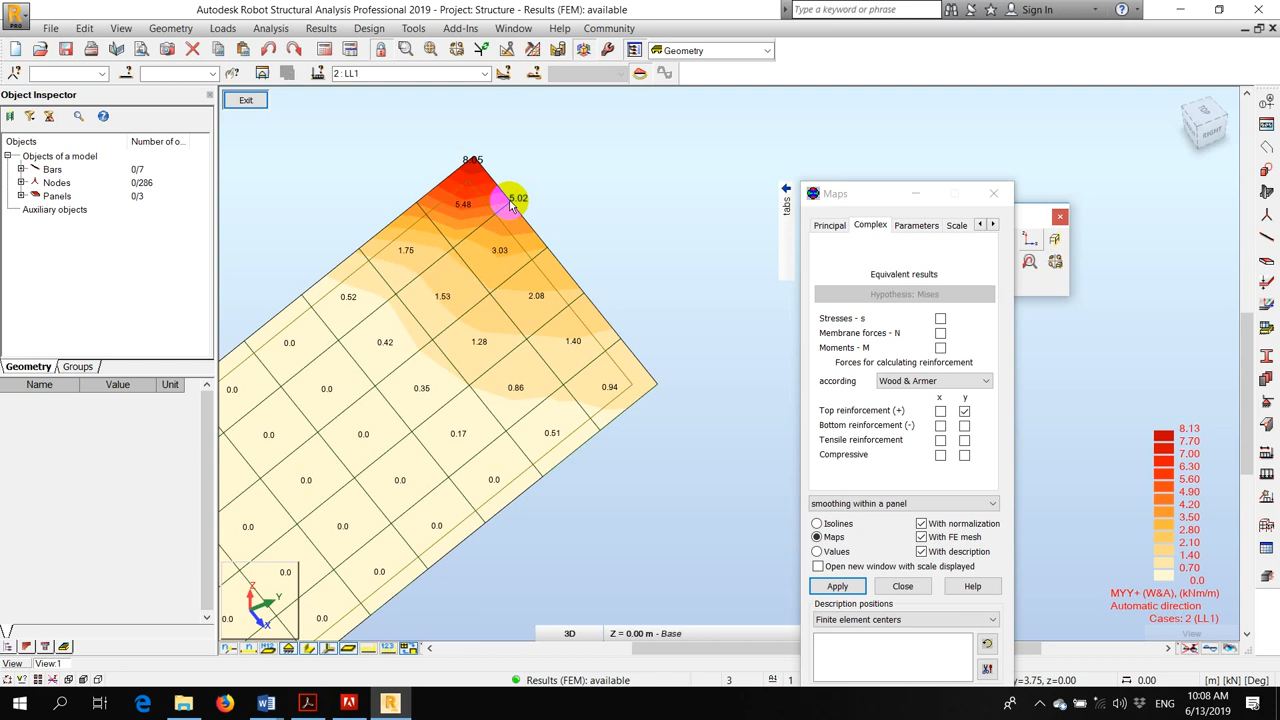 Autodesk Robot Structural Analysis Professional 2019 - Project: Structure - Results (FEM): available
Type a keyword or phrase
Sign In
PRO
File Edit View Geometry Loads Analysis Results Design Tools Add-Ins Window Help Community
Geometry
2 : LL1
Object Inspector
Exit
Objects Number of o...
Objects of a model
Bars 0/7
Nodes 0/286
Panels 0/3
Auxiliary objects
Geometry Groups
Name Value Unit
8.05
5.02
5.48
1.75 3.03
0.52 1.53 2.08
0.0 0.42 1.28 1.40
0.0 0.0 0.35 0.86 0.94
0.0 0.0 0.17 0.51
0.0 0.0 0.0
0.0 0.0 0.0
0.0 0.0
0.0 0.0
RIGHT
tabs
Maps
Principal Complex Parameters Scale
Equivalent results
Hypothesis: Mises
Stresses - s
Membrane forces - N
Moments - M
Forces for calculating reinforcement
according Wood & Armer
x y
Top reinforcement (+)
Bottom reinforcement (-)
Tensile reinforcement
Compressive
smoothing within a panel
Isolines With normalization
Maps With FE mesh
Values With description
Open new window with scale displayed
Apply Close Help
Description positions
Finite element centers
8.13
7.70
7.00
6.30
5.60
4.90
4.20
3.50
2.80
2.10
1.40
0.70
0.0
MYY+ (W&A), (kNm/m)
Automatic direction
Cases: 2 (LL1)
View
Z
Y
X
3D Z = 0.00 m - Base
View View:1
Results (FEM): available 3 1 y=3.75, z=0.00 0.00 [m] [kN] [Deg]
ENG
10:08 AM
6/13/2019